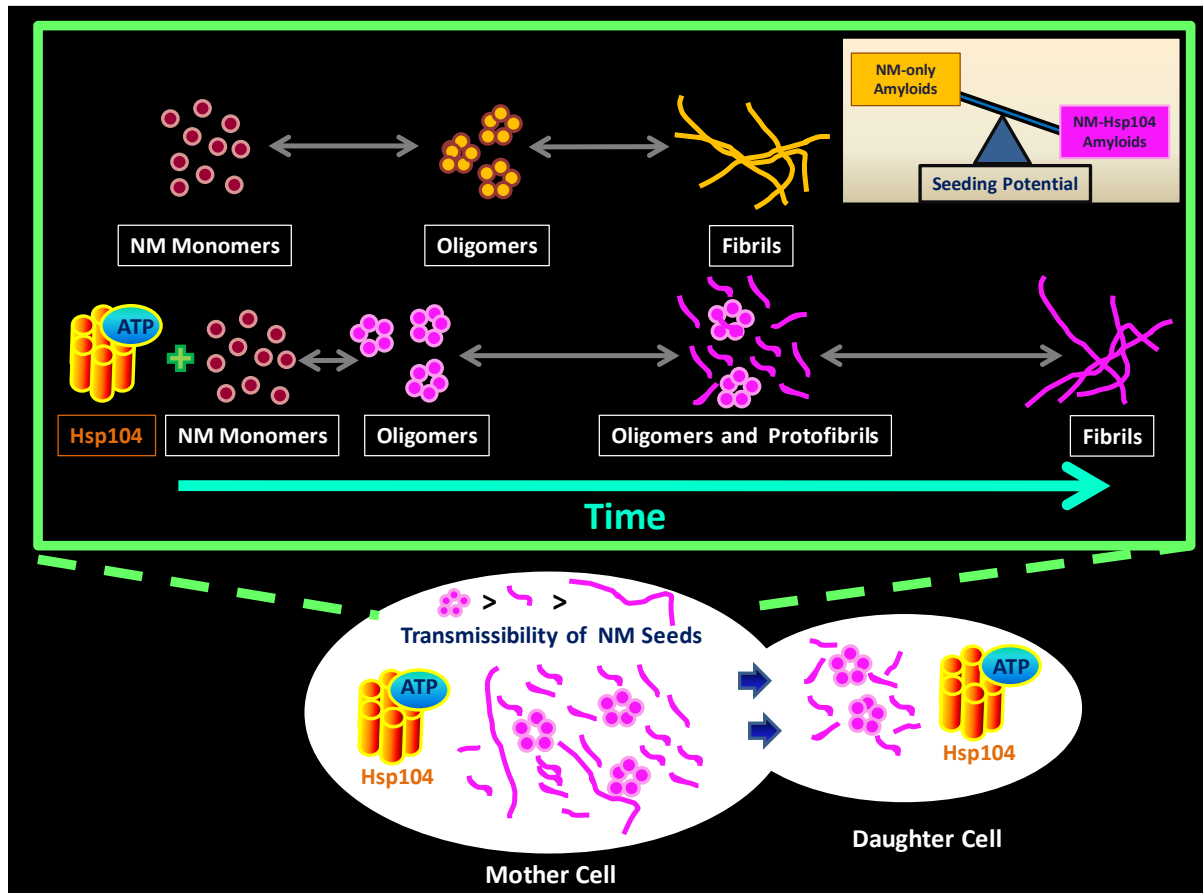 NM-only
Amyloids
NM-Hsp104
Amyloids
Seeding Potential
NM Monomers
Oligomers
Fibrils
ATP
Hsp104
NM Monomers
Oligomers
Oligomers and Protofibrils
Fibrils
Time
> >
Transmissibility of NM Seeds
ATP
Hsp104
ATP
Hsp104
Mother Cell
Daughter Cell